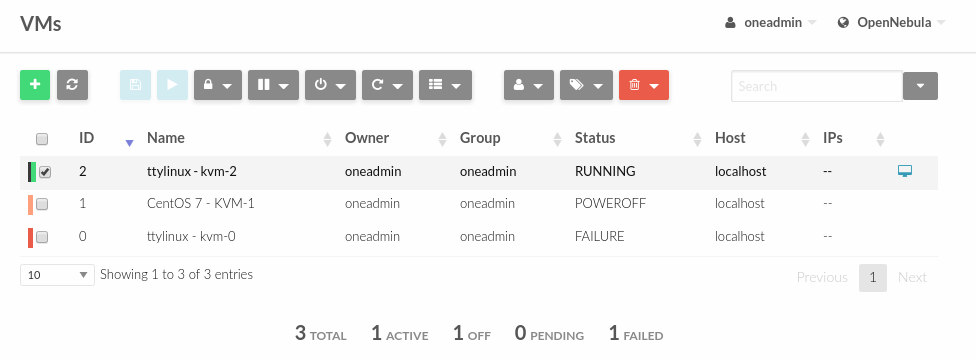 VMs
oneadmin
OpenNebula
Search
ID Name Owner Group Status Host IPs
2 ttylinux - kvm-2 oneadmin oneadmin RUNNING localhost --
1 CentOS 7 - KVM-1 oneadmin oneadmin POWEROFF localhost --
0 ttylinux - kvm-0 oneadmin oneadmin FAILURE localhost --
10 Showing 1 to 3 of 3 entries Previous 1 Next
3 TOTAL 1 ACTIVE 1 OFF 0 PENDING 1 FAILED